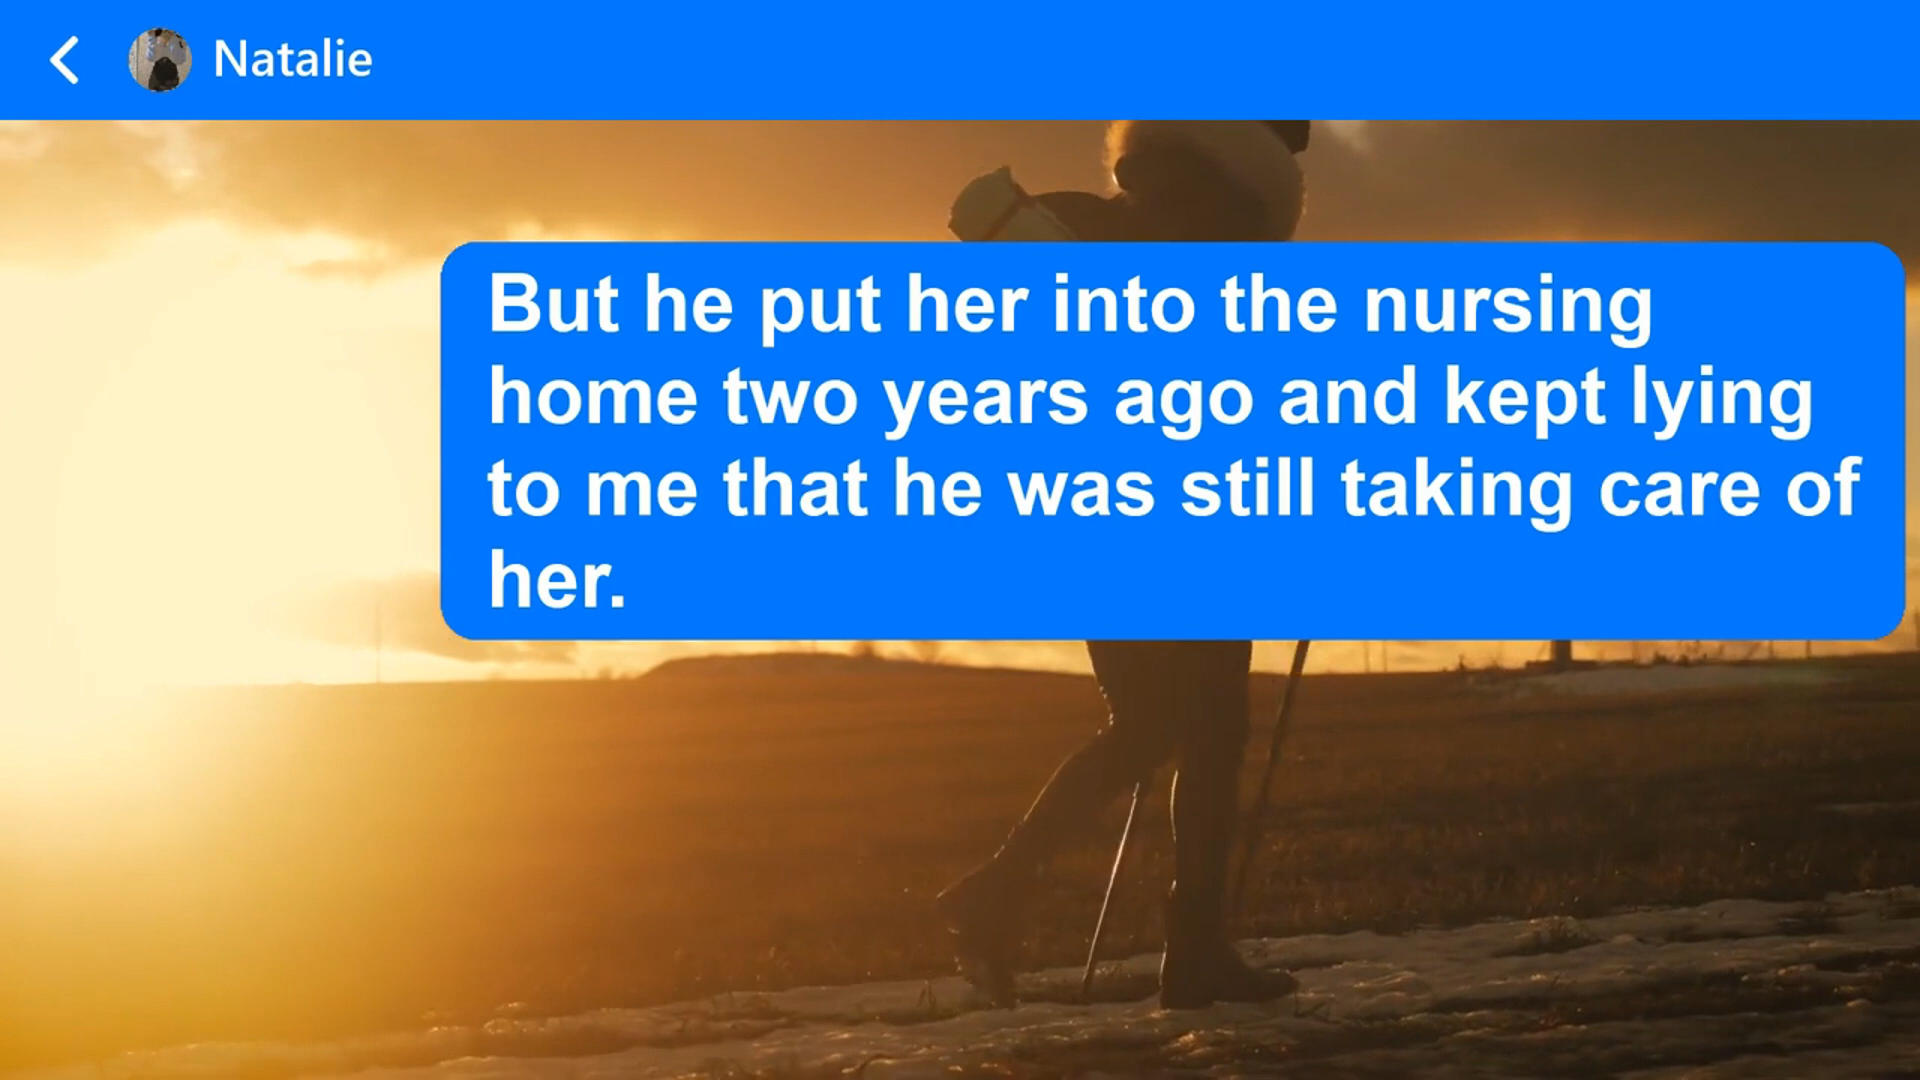 Natalie
But he put her into the nursing
home two years ago and kept lying
to me that he was still taking care of
her.